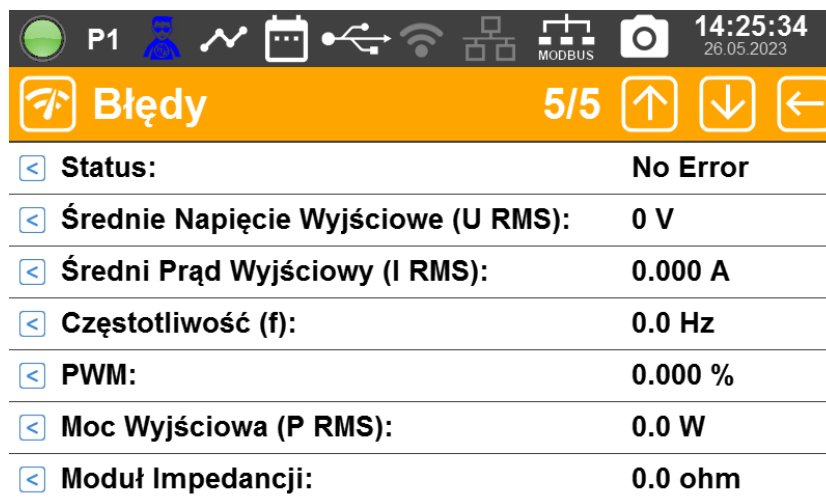 P1 MODBUS 14:25:34
26.05.2023
Błędy 5/5
< Status: No Error
< Średnie Napięcie Wyjściowe (U RMS): 0 V
< Średni Prąd Wyjściowy (I RMS): 0.000 A
< Częstotliwość (f): 0.0 Hz
< PWM: 0.000 %
< Moc Wyjściowa (P RMS): 0.0 W
< Moduł Impedancji: 0.0 ohm